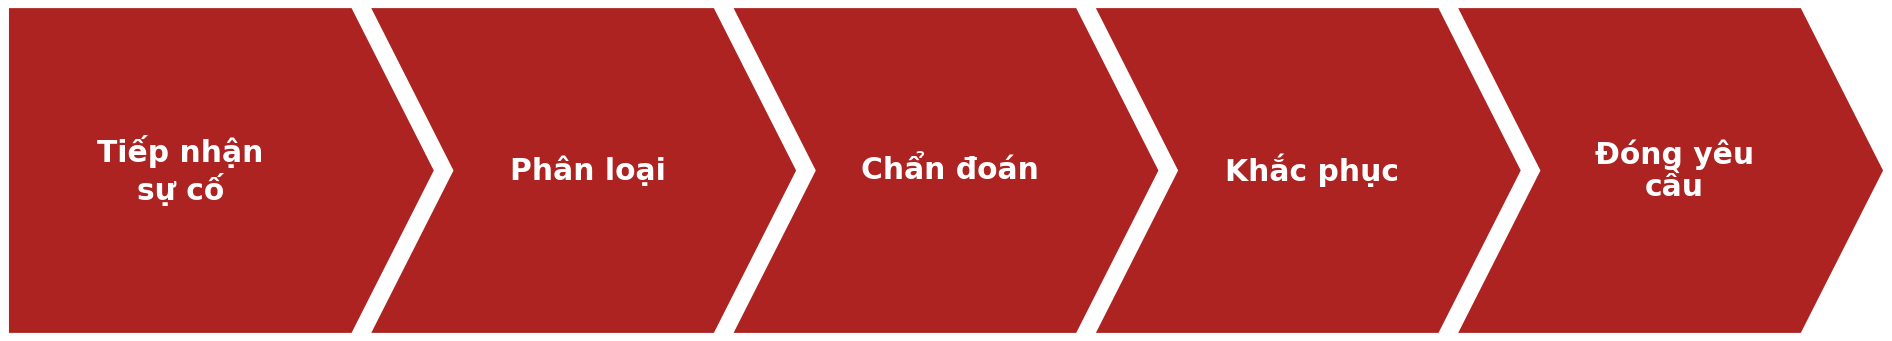 Tiếp nhận
sự cố
Phân loại
Chẩn đoán
Khắc phục
Đóng yêu
cầu